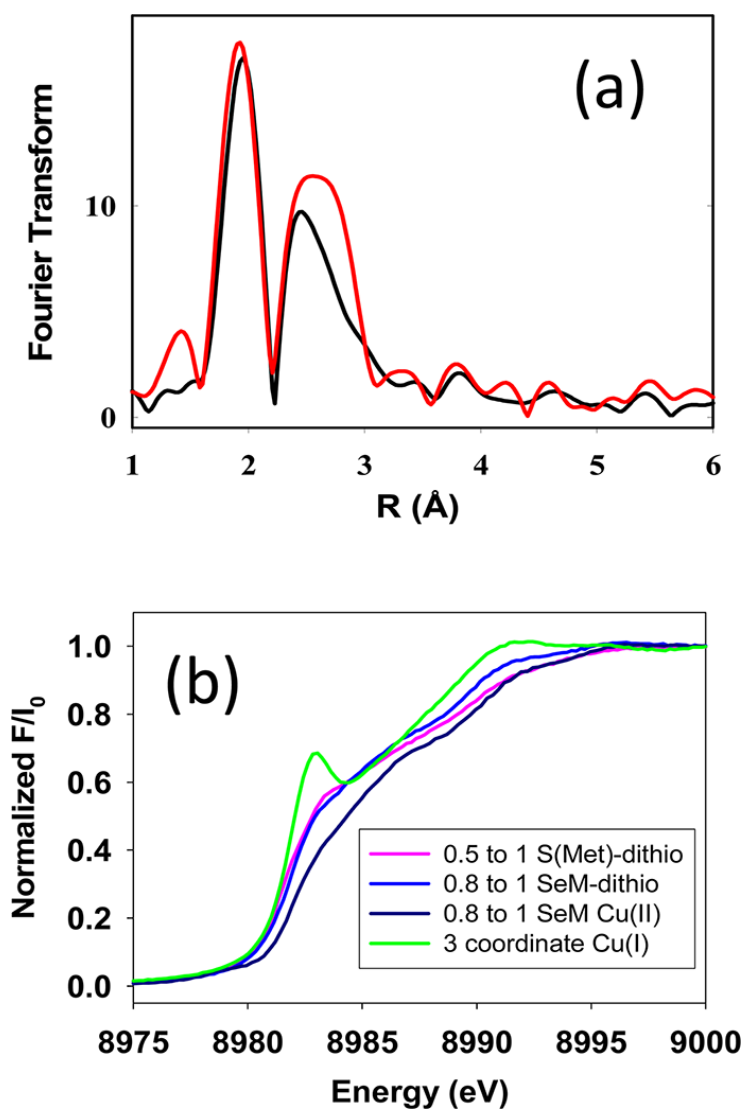 (a)
Fourier Transform
10
0
1 2 3 4 5 6
R (Å)
(b)
Normalized F/I0
1.0
0.8
0.6
0.4
0.2
0.0
0.5 to 1 S(Met)-dithio
0.8 to 1 SeM-dithio
0.8 to 1 SeM Cu(II)
3 coordinate Cu(I)
8975 8980 8985 8990 8995 9000
Energy (eV)